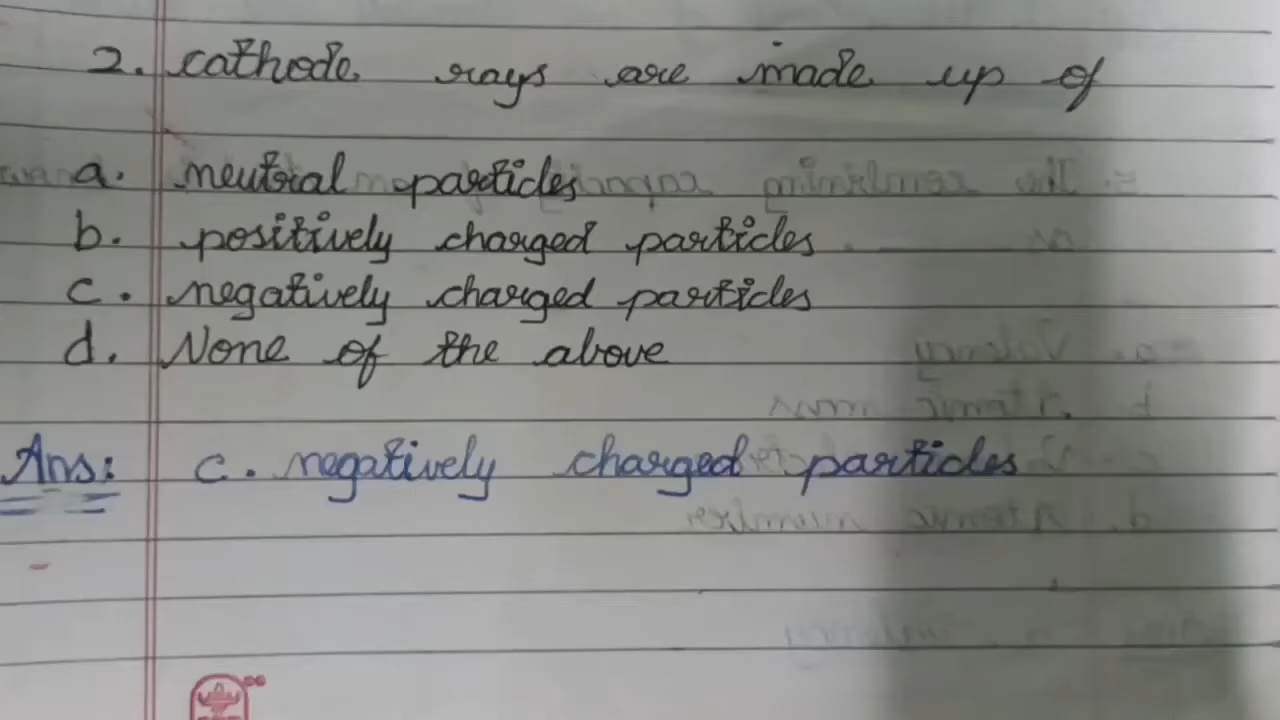 2. cathode rays are made up of
a. neutral particles
b. positively charged particles
c. negatively charged particles
d. None of the above
Ans: c. negatively charged particles